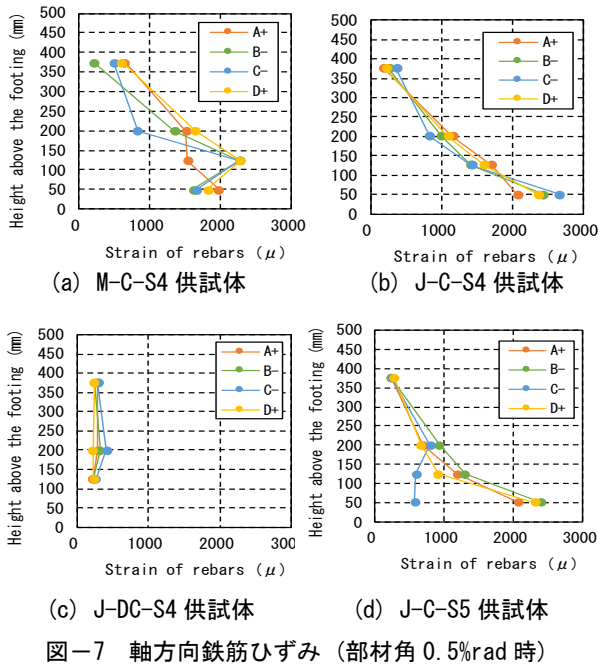 Height above the footing (mm)
500
450
400
350
300
250
200
150
100
50
0
A+
B-
C-
D+
0 1000 2000 3000
Strain of rebars (μ)
(a) M-C-S4 供試体
Height above the footing (mm)
500
450
400
350
300
250
200
150
100
50
0
A+
B-
C-
D+
0 1000 2000 3000
Strain of rebars (μ)
(b) J-C-S4 供試体
Height above the footing (mm)
500
450
400
350
300
250
200
150
100
50
0
A+
B-
C-
D+
0 1000 2000 3000
Strain of rebars (μ)
(c) J-DC-S4 供試体
Height above the footing (mm)
500
450
400
350
300
250
200
150
100
50
0
A+
B-
C-
D+
0 1000 2000 3000
Strain of rebars (μ)
(d) J-C-S5 供試体
図－7 軸方向鉄筋ひずみ（部材角 0.5%rad 時）